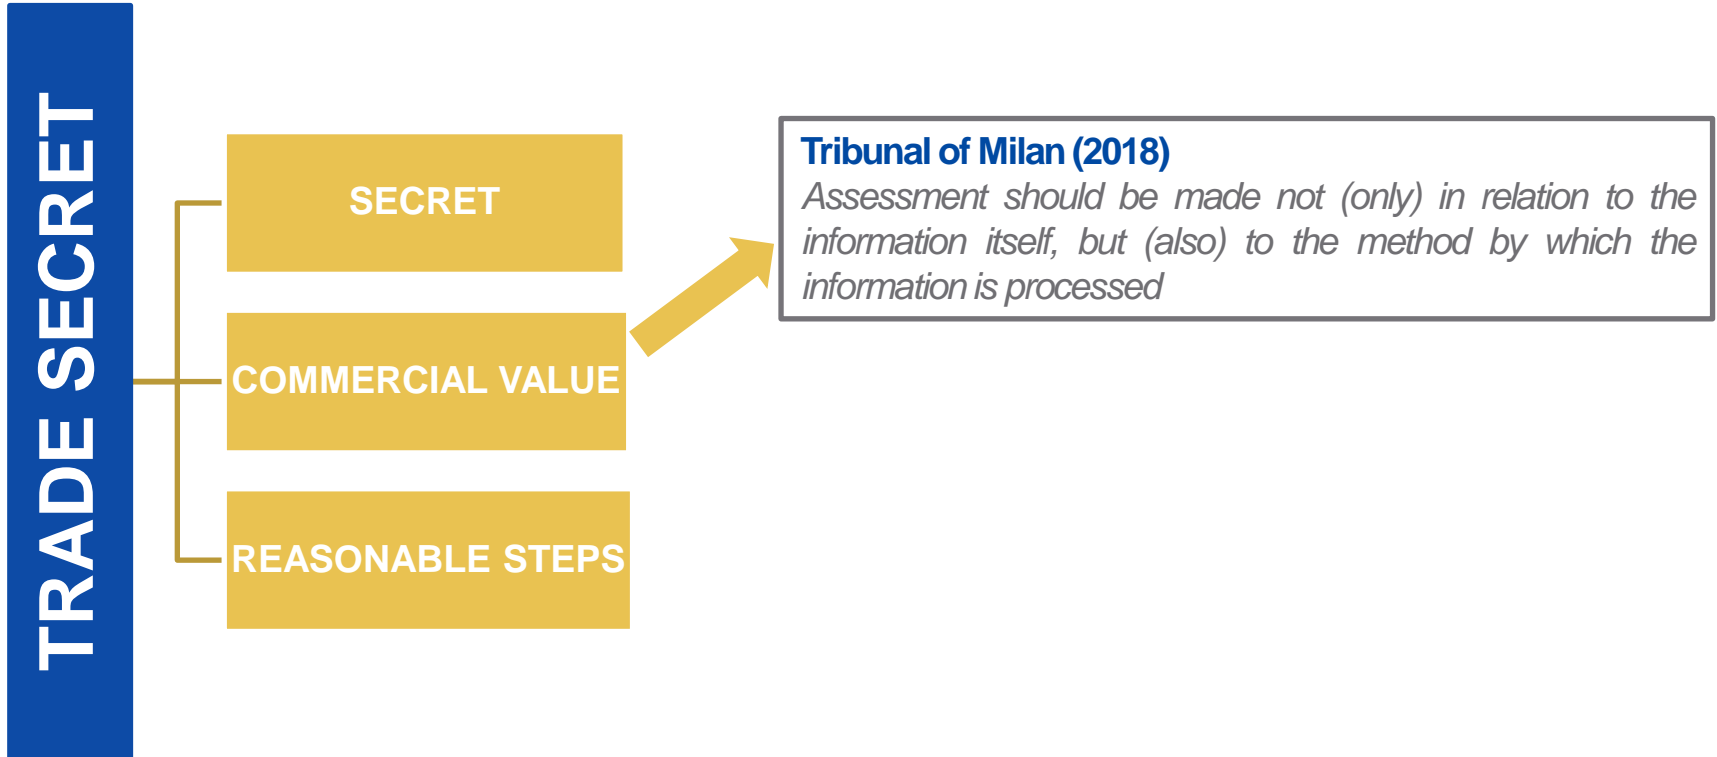 TRADE SECRET
SECRET
COMMERCIAL VALUE
REASONABLE STEPS
Tribunal of Milan (2018)
Assessment should be made not (only) in relation to the
information itself, but (also) to the method by which the
information is processed